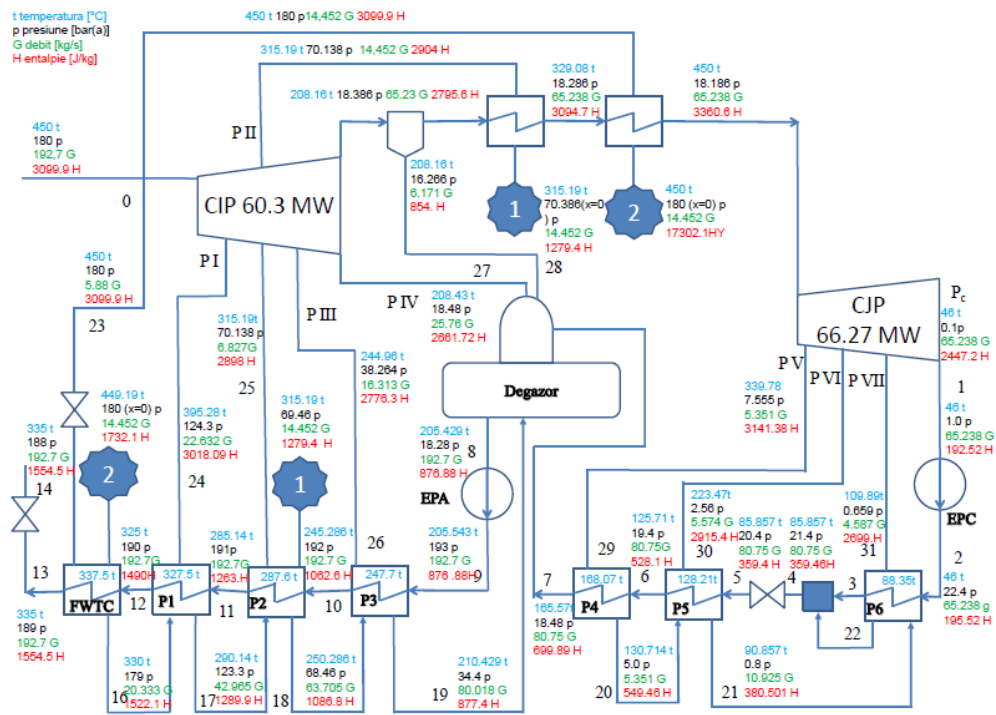 t temperatura [°C]
p presiune [bar(a)]
G debit [kg/s]
H entalpie [J/kg]
450 t 180 p 14,452 G 3099.9 H
315.19 t 70.138 p 14,452 G 2904 H
208.16 t 18.386 p 65.23 G 2795.6 H
329.08 t
18.286 p
65.238 G
3094.7 H
450 t
18.186 p
65.238 G
3360.6 H
450 t
180 p
192,7 G
3099.9 H
0
P II
CIP 60.3 MW
208.16 t
16.266 p
6.171 G
854. H
1
315.19 t
70.386(x=0
) p
14.452 G
1279.4 H
2
450 t
180 (x=0) p
14.452 G
17302.1HY
27
28
P I
P III
P IV
450 t
180 p
5.88 G
3099.9 H
23
315.19t
70.138 p
6.827G
2898 H
25
208.43 t
18.48 p
25.76 G
2661.72 H
244.96 t
38.264 p
16.313 G
2776.3 H
Degazor
CJP
66.27 MW
P c
46 t
0.1p
65.238 G
2447.2 H
1
P V
P VI
P VII
339.78
7.555 p
5.351 G
3141.38 H
46 t
1.0 p
65.238 G
192.52 H
EPC
335 t
188 p
192.7 G
1554.5 H
14
449.19 t
180 (x=0) p
14.452 G
1732.1 H
2
395.28 t
124.3 p
22.632 G
3018.09 H
24
315.19 t
69.46 p
14.452 G
1279.4 H
1
205.429 t
18.28 p
192.7 G
876.88 H
8
EPA
205.543 t
193 p
192.7 G
876.88H
9
325 t
190 p
192.7G
1490H
285.14 t
191p
192.7G
1263.H
245.286 t
192 p
192.7 G
1062.6 H
26
125.71 t
19.4 p
80.75G
528.1 H
29
223.47t
2.56 p
5.574 G
2915.4 H
30
85.857 t
20.4 p
80.75 G
359.4 H
85.857 t
21.4 p
80.75 G
359.46H
109.89t
0.659 p
4.587 G
2699. H
31
2
46 t
22.4 p
65.238 g
195.52 H
13
337.5 t
FWTC
12
327.5 t
P1
11
287.6 t
P2
10
247.7 t
P3
7
168.07 t
P4
6
128.21t
P5
5
4
3
88.35t
P6
22
335 t
189 p
192.7 G
1554.5 H
330 t
179 p
20.333 G
1522.1 H
16
290.14 t
123.3 p
42.965 G
1289.9 H
17
250.286 t
68.46 p
63.705 G
1086.8 H
18
210.429 t
34.4 p
80.018 G
877.4 H
19
18.48 p
80.75 G
699.89 H
130.714 t
5.0 p
5.351 G
549.46 H
20
90.857 t
0.8 p
10.925 G
380.501 H
21